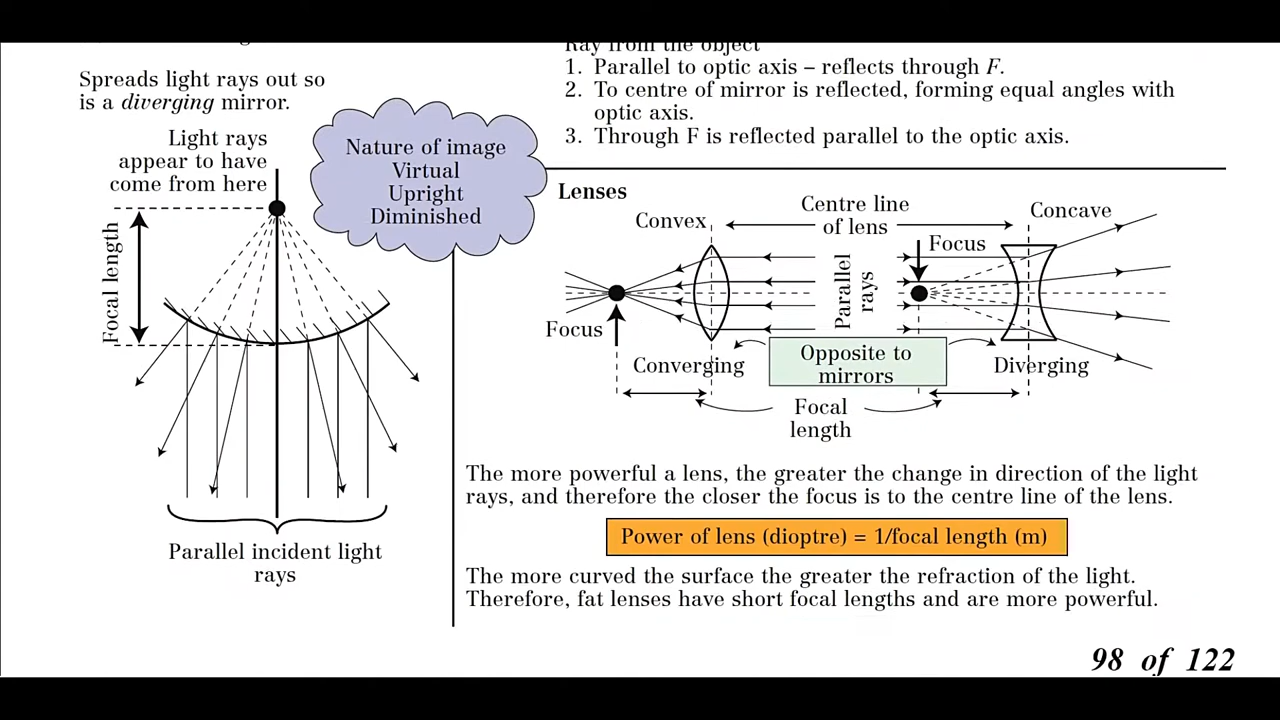 Spreads light rays out so
is a diverging mirror.
Light rays
appear to have
come from here
Focal length
Nature of image
Virtual
Upright
Diminished
Parallel incident light
rays
Ray from the object
1. Parallel to optic axis – reflects through F.
2. To centre of mirror is reflected, forming equal angles with
optic axis.
3. Through F is reflected parallel to the optic axis.
Lenses
Convex
Centre line
of lens
Concave
Focus
Parallel
rays
Focus
Converging
Opposite to
mirrors
Diverging
Focal
length
The more powerful a lens, the greater the change in direction of the light
rays, and therefore the closer the focus is to the centre line of the lens.
Power of lens (dioptre) = 1/focal length (m)
The more curved the surface the greater the refraction of the light.
Therefore, fat lenses have short focal lengths and are more powerful.
98 of 122